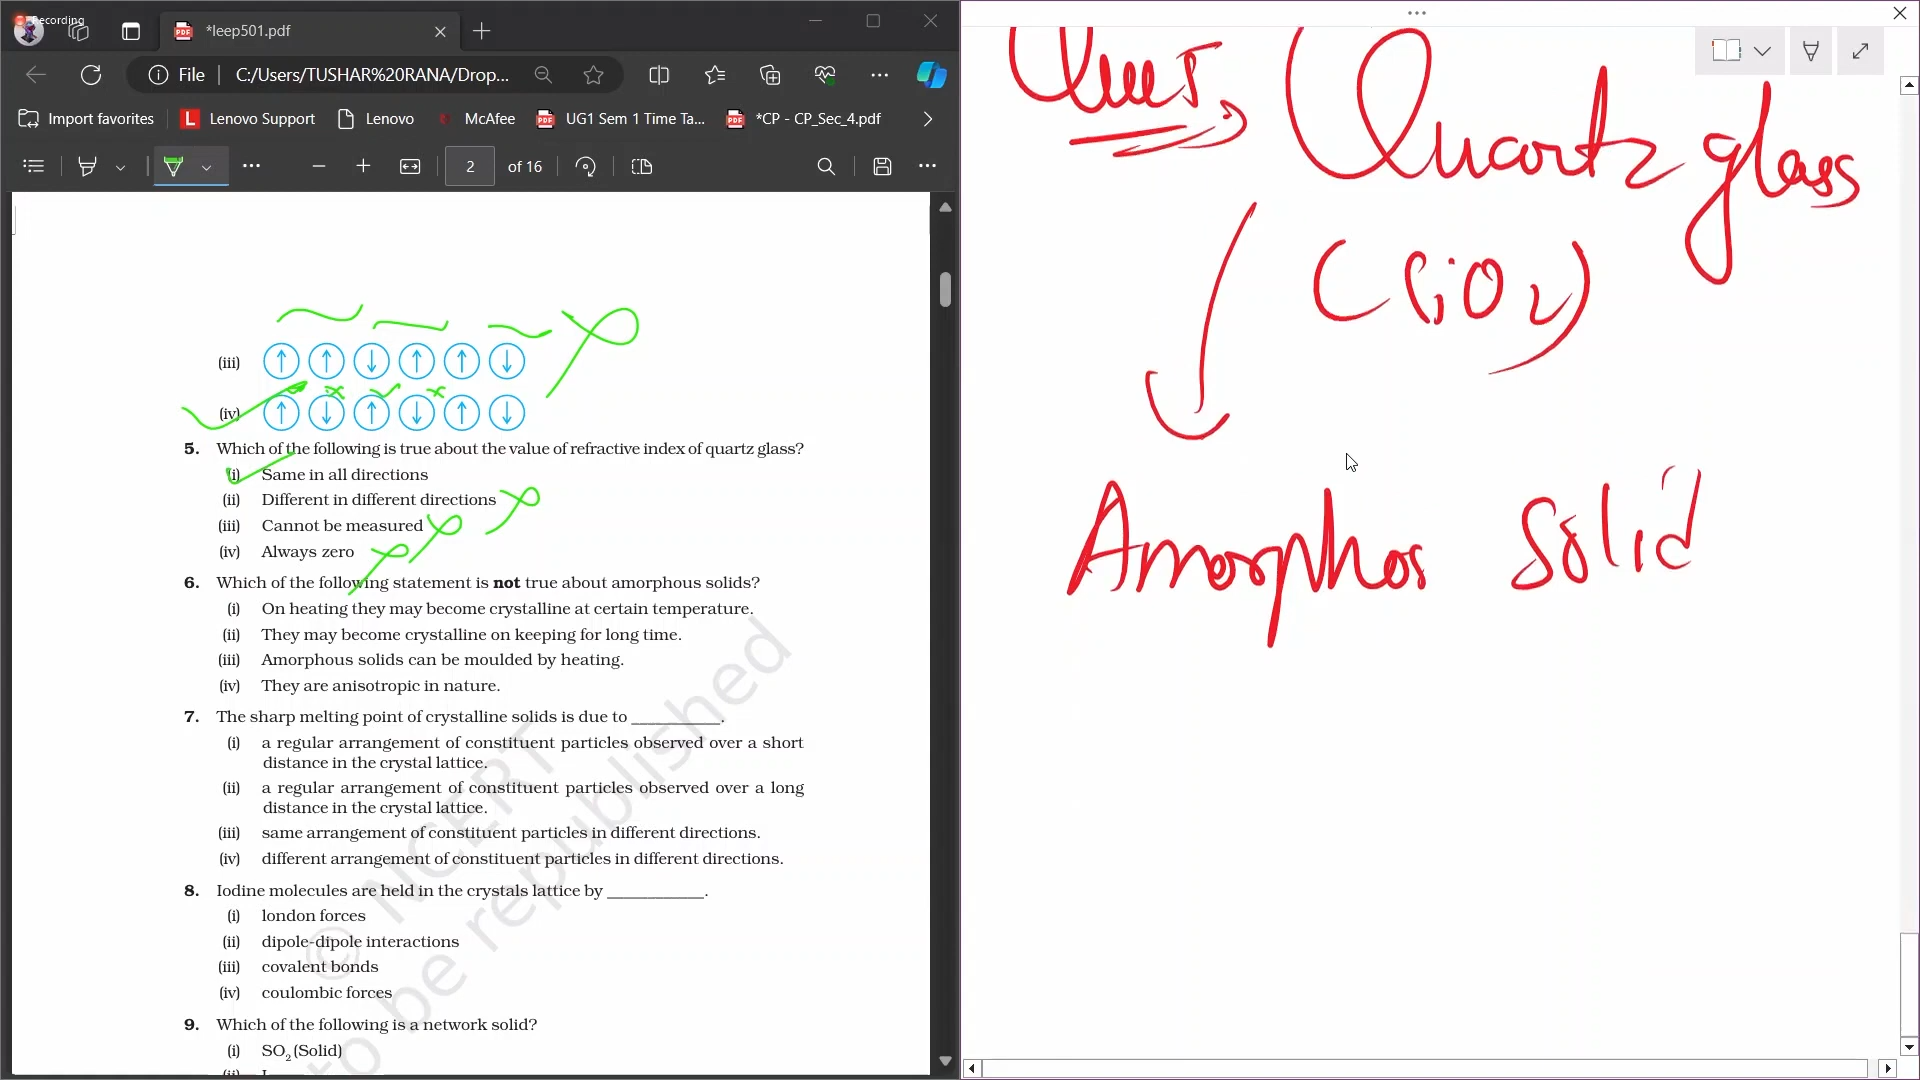 Recording
*leep501.pdf
File
C:/Users/TUSHAR%20RANA/Drop...
Import favorites
Lenovo Support
Lenovo
McAfee
UG1 Sem 1 Time Ta...
*CP - CP_Sec_4.pdf
2
of 16
(iii) ↑ ↑ ↓ ↑ ↑ ↓
(iv) ↑ ↓ ↑ ↓ ↑ ↓
5. Which of the following is true about the value of refractive index of quartz glass?
(i) Same in all directions
(ii) Different in different directions
(iii) Cannot be measured
(iv) Always zero
6. Which of the following statement is not true about amorphous solids?
(i) On heating they may become crystalline at certain temperature.
(ii) They may become crystalline on keeping for long time.
(iii) Amorphous solids can be moulded by heating.
(iv) They are anisotropic in nature.
7. The sharp melting point of crystalline solids is due to ___________.
(i) a regular arrangement of constituent particles observed over a short
distance in the crystal lattice.
(ii) a regular arrangement of constituent particles observed over a long
distance in the crystal lattice.
(iii) same arrangement of constituent particles in different directions.
(iv) different arrangement of constituent particles in different directions.
8. Iodine molecules are held in the crystals lattice by ____________.
(i) london forces
(ii) dipole-dipole interactions
(iii) covalent bonds
(iv) coulombic forces
9. Which of the following is a network solid?
(i) SO2 (Solid)
© NCERT
to be republished
Quartz glass
(SiO2)
Amorphos Solid